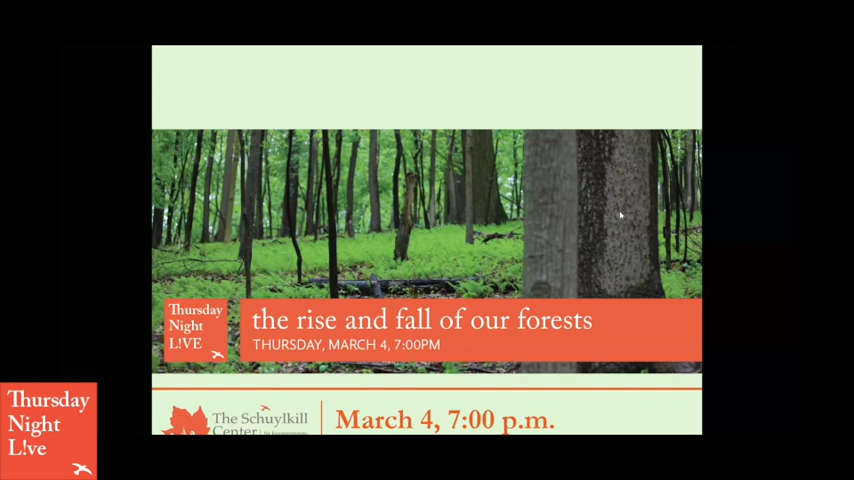 Thursday
Night
L!VE
the rise and fall of our forests
THURSDAY, MARCH 4, 7:00PM
The Schuylkill
Center
March 4, 7:00 p.m.
Thursday
Night
L!ve